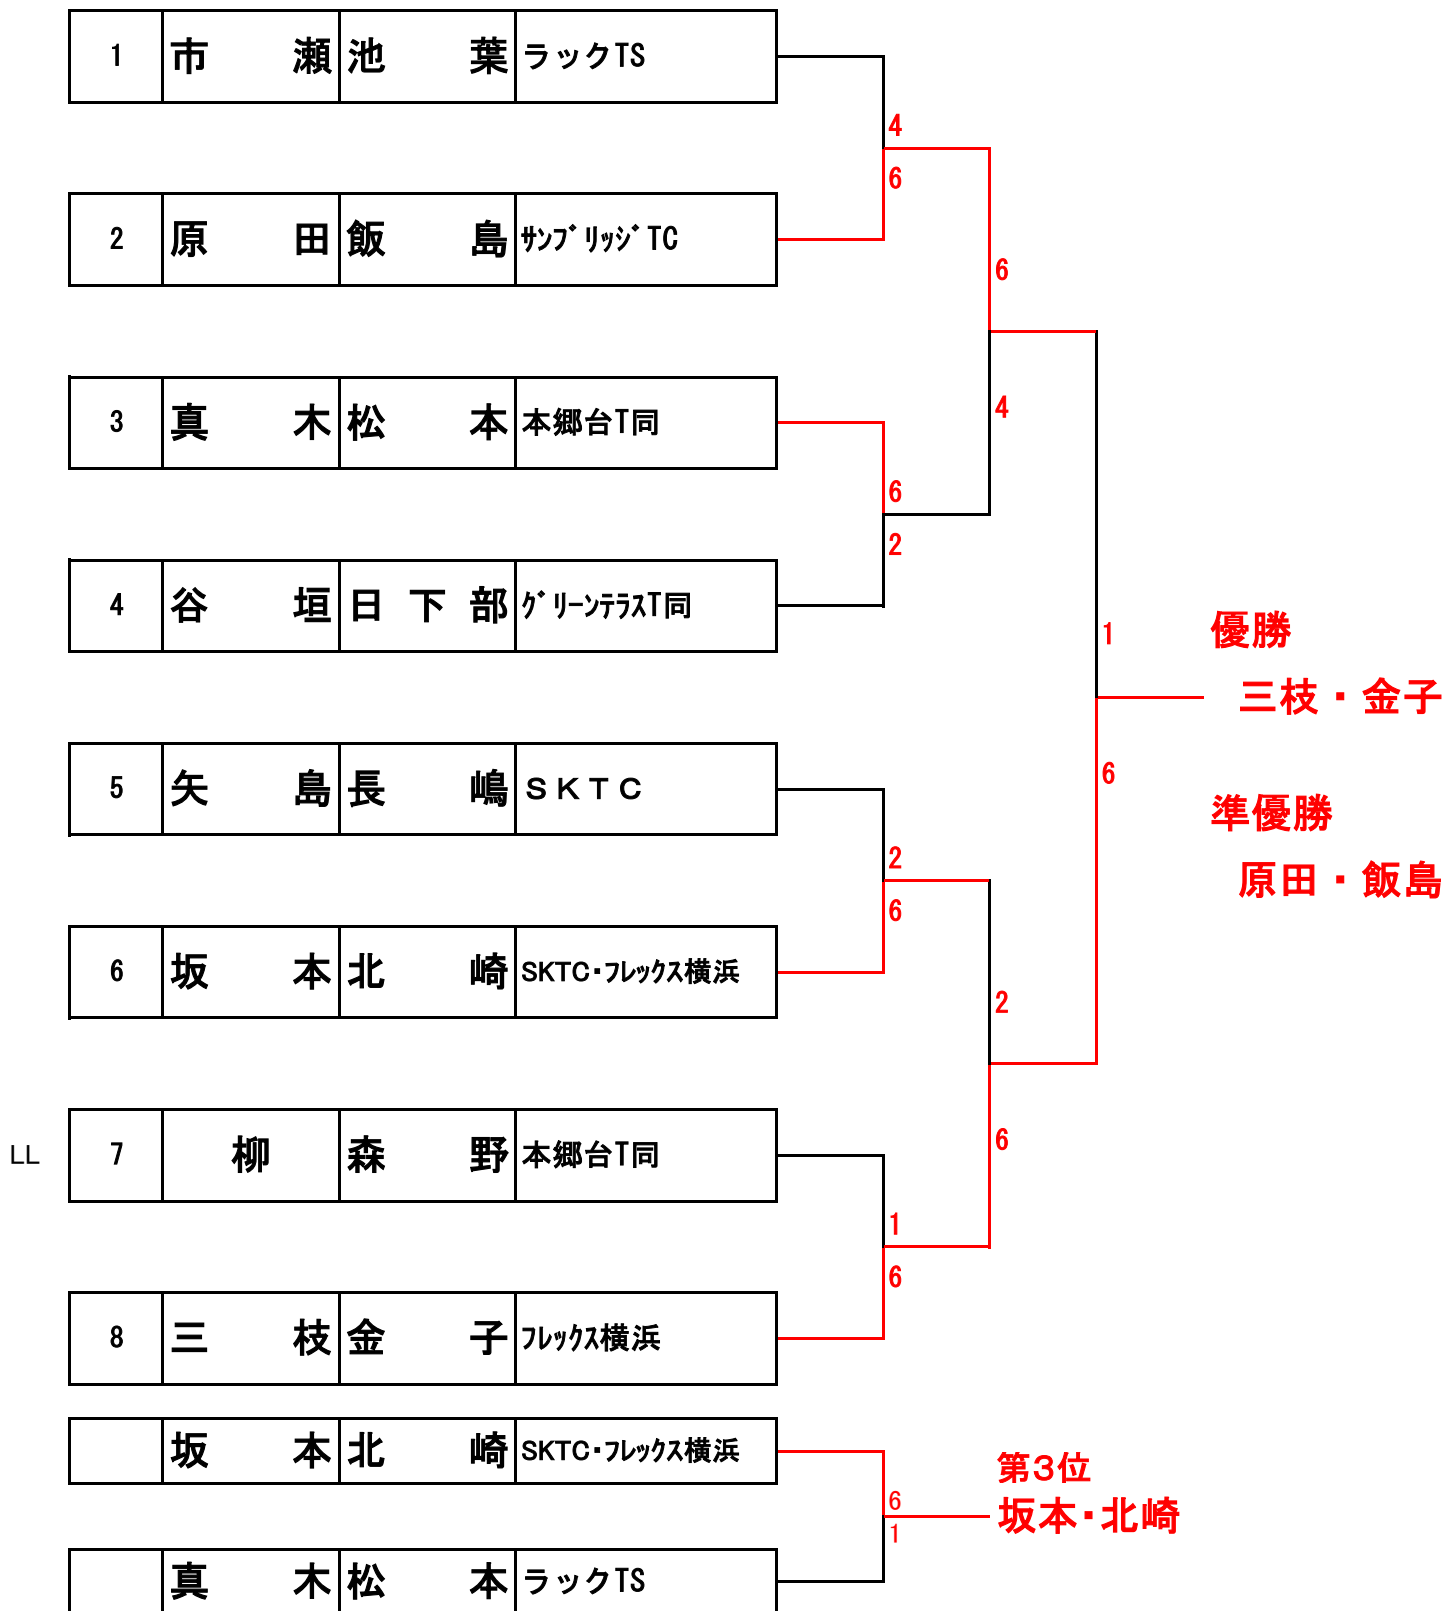 1 市瀬 池葉 ラックTS
4
6
2 原田 飯島 ｻﾝﾌﾞﾘｯｼﾞTC
6
3 真木 松本 本郷台T同
4
6
2
4 谷垣 日下部 ｸﾞﾘｰﾝﾃﾗｽT同
1
優勝
三枝・金子
5 矢島 長嶋 ＳＫＴＣ
6
準優勝
2
原田・飯島
6
6 坂本 北崎 SKTC・ﾌﾚｯｸｽ横浜
2
LL 7 柳 森野 本郷台T同
6
1
6
8 三枝 金子 ﾌﾚｯｸｽ横浜
坂本 北崎 SKTC・ﾌﾚｯｸｽ横浜
第3位
6
坂本・北崎
1
真木 松本 ラックTS